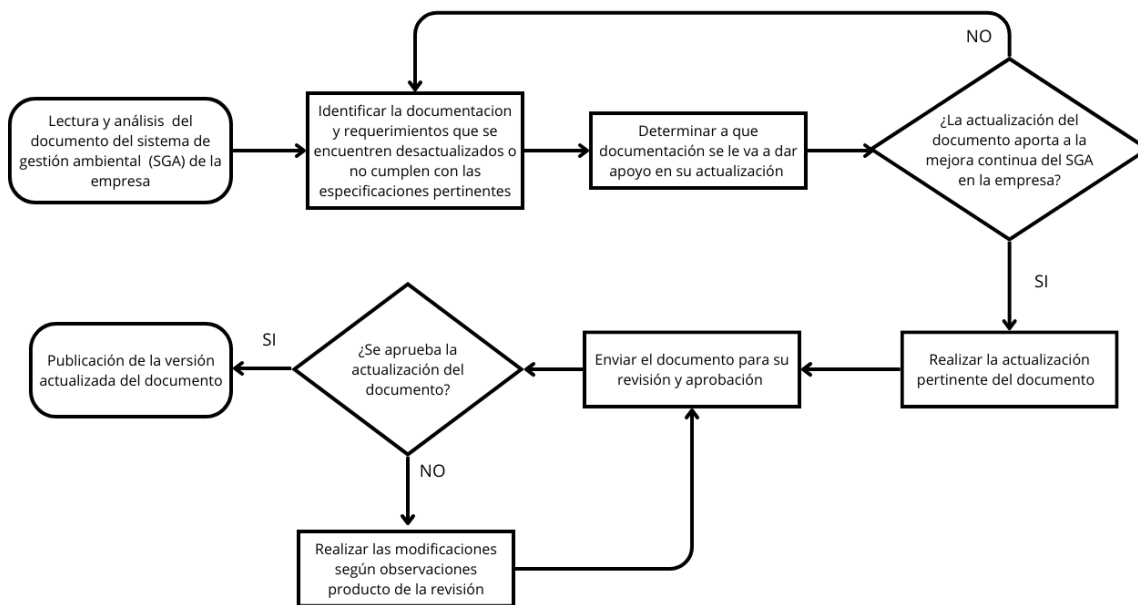 NO
Lectura y análisis del
documento del sistema de
gestión ambiental (SGA) de la
empresa
Identificar la documentacion
y requerimientos que se
encuentren desactualizados o
no cumplen con las
especificaciones pertinentes
Determinar a que
documentación se le va a dar
apoyo en su actualización
¿La actualización del
documento aporta a la
mejora continua del SGA
en la empresa?
SI
Realizar la actualización
pertinente del documento
Enviar el documento para su
revisión y aprobación
¿Se aprueba la
actualización del
documento?
SI
Publicación de la versión
actualizada del documento
NO
Realizar las modificaciones
según observaciones
producto de la revisión